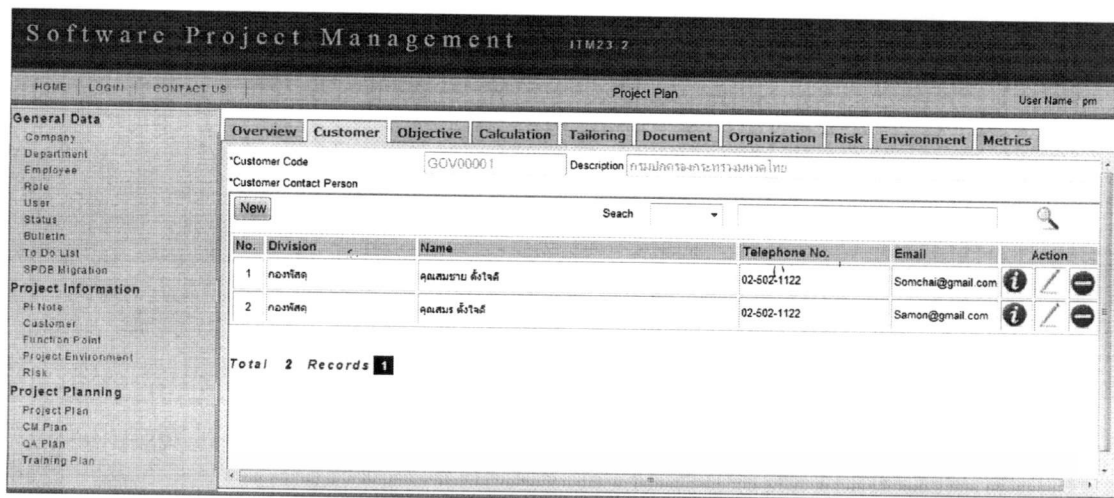 Software Project Management ITM23.2
HOME LOGIN CONTACT US Project Plan User Name : pm
General Data
Company
Department
Employee
Role
User
Status
Bulletin
To Do List
SPDB Migration
Project Information
PI Note
Customer
Function Point
Project Environment
Risk
Project Planning
Project Plan
CM Plan
QA Plan
Training Plan
Overview Customer Objective Calculation Tailoring Document Organization Risk Environment Metrics
*Customer Code GOV00001 Description กรมปกครองกระทรวงมหาดไทย
*Customer Contact Person
New Seach
No. Division Name Telephone No. Email Action
1 กองพัสดุ คุณสมชาย ตั้งใจดี 02-502-1122 Somchai@gmail.com
2 กองพัสดุ คุณสมร ตั้งใจดี 02-502-1122 Samon@gmail.com
Total 2 Records 1